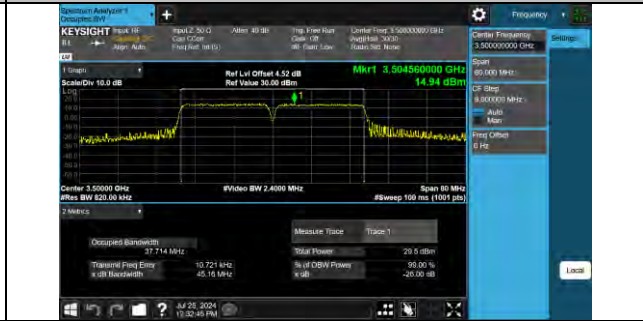 Spectrum Analyzer 1
Occupied BW
Frequency
KEYSIGHT
Input: RF
Input Z: 50 Ω
Atten: 40 dB
Trig: Free Run
Center Freq: 3.500000000 GHz
R L
Align: Auto
Freq Ref: Int (S)
Gate: Off
Radio Std: None
LW
Center Frequency
3.500000000 GHz
Settings
Span
80.000 MHz
CF Step
8.000000 MHz
Auto
Man
Freq Offset
0 Hz
1 Graph
Scale/Div 10.0 dB
Ref Lvl Offset 4.52 dB
Ref Value 30.00 dBm
Mkr1 3.504560000 GHz
14.94 dBm
Log
1
Center 3.50000 GHz
#Res BW 820.00 kHz
#Video BW 2.4000 MHz
Span 80 MHz
#Sweep 100 ms (1001 pts)
2 Metrics
Measure Trace
Trace 1
Occupied Bandwidth
37.714 MHz
Total Power
29.5 dBm
Transmit Freq Error
10.721 kHz
% of OBW Power
99.00 %
x dB Bandwidth
45.16 MHz
x dB
-26.00 dB
Local
?
Jul 25, 2024